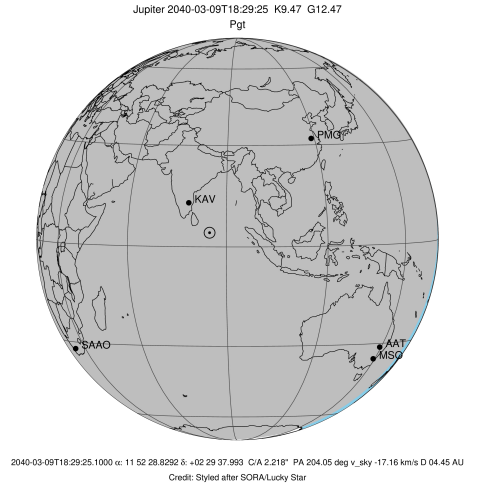 Jupiter 2040-03-09T18:29:25 K9.47 G12.47
Pgt
PMO
KAV
SAAO
AAT
MSO
2040-03-09T18:29:25.1000 α: 11 52 28.8292 δ: +02 29 37.993 C/A 2.218" PA 204.05 deg v_sky -17.16 km/s D 04.45 AU
Credit: Styled after SORA/Lucky Star